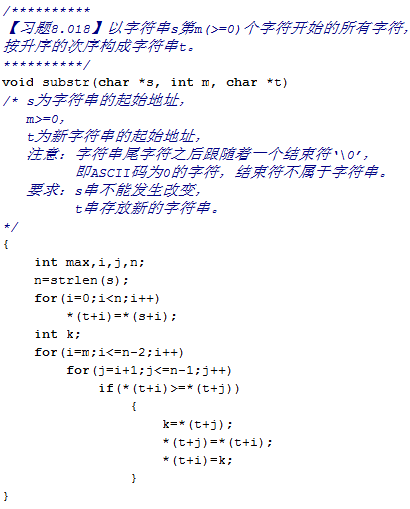 /**********
【习题8.018】以字符串s第m(>=0)个字符开始的所有字符，
按升序的次序构成字符串t。
**********/
void substr(char *s, int m, char *t)
/* s为字符串的起始地址，
m>=0，
t为新字符串的起始地址，
注意：字符串尾字符之后跟随着一个结束符'\0'，
即ASCII码为0的字符，结束符不属于字符串。
要求：s串不能发生改变，
t串存放新的字符串。
*/
{
int max,i,j,n;
n=strlen(s);
for(i=0;i<n;i++)
*(t+i)=*(s+i);
int k;
for(i=m;i<=n-2;i++)
for(j=i+1;j<=n-1;j++)
if(*(t+i)>=*(t+j))
{
k=*(t+j);
*(t+j)=*(t+i);
*(t+i)=k;
}
}